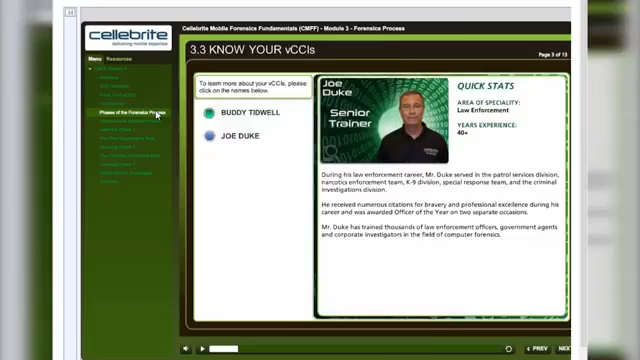 cellebrite
delivering mobile expertise
Cellebrite Mobile Forensics Fundamentals (CMFF) - Module 3 - Forensics Process
3.3 KNOW YOUR vCCIs
Page 3 of 13
Menu Resources
Phases of the Forensics Process
To learn more about your vCCIs, please
click on the names below.
BUDDY TIDWELL
JOE DUKE
Joe
Duke
Senior
Trainer
QUICK STATS
AREA OF SPECIALITY:
Law Enforcement
YEARS EXPERIENCE:
40+
During his law enforcement career, Mr. Duke served in the patrol services division,
narcotics enforcement team, K-9 division, special response team, and the criminal
investigations division.
He received numerous citations for bravery and professional excellence during his
career and was awarded Officer of the Year on two separate occasions.
Mr. Duke has trained thousands of law enforcement officers, government agents
and corporate investigators in the field of computer forensics.
PREV NEXT